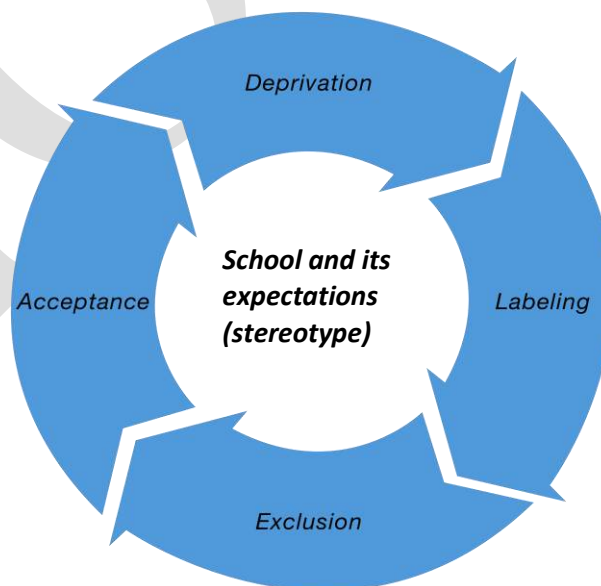 Deprivation
School and its
expectations
(stereotype)
Acceptance
Labeling
Exclusion